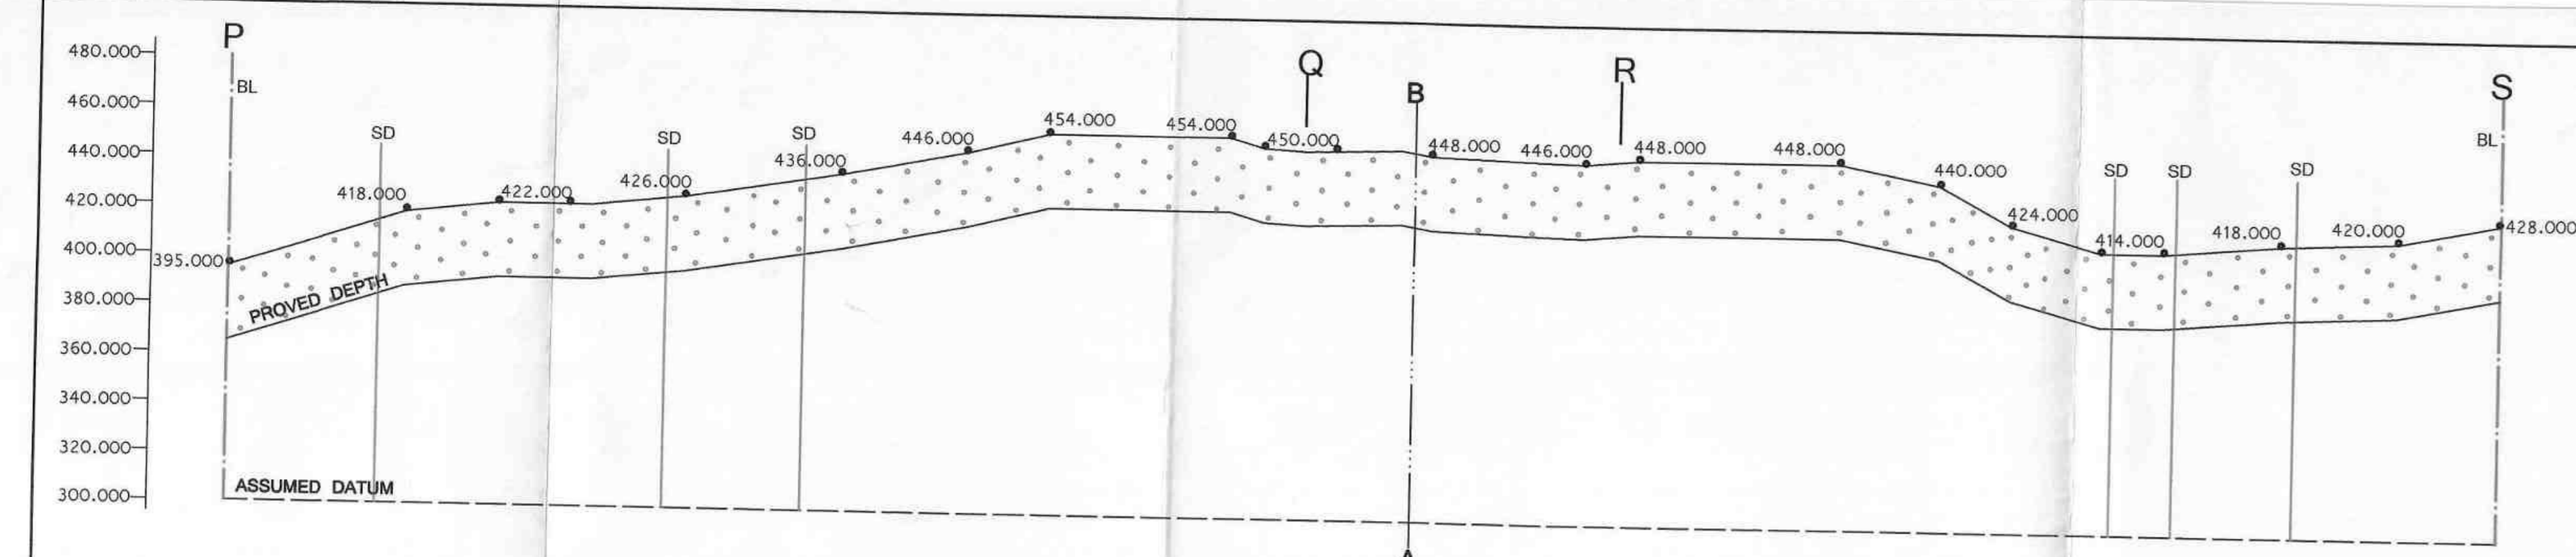 P
Q
R
S
B
BL
BL
480.000
460.000
440.000
420.000
400.000
380.000
360.000
340.000
320.000
300.000
SD
SD
SD
SD
SD
SD
395.000
418.000
422.000
426.000
436.000
446.000
454.000
454.000
450.000
448.000
446.000
448.000
448.000
440.000
424.000
414.000
418.000
420.000
428.000
PROVED DEPTH
ASSUMED DATUM